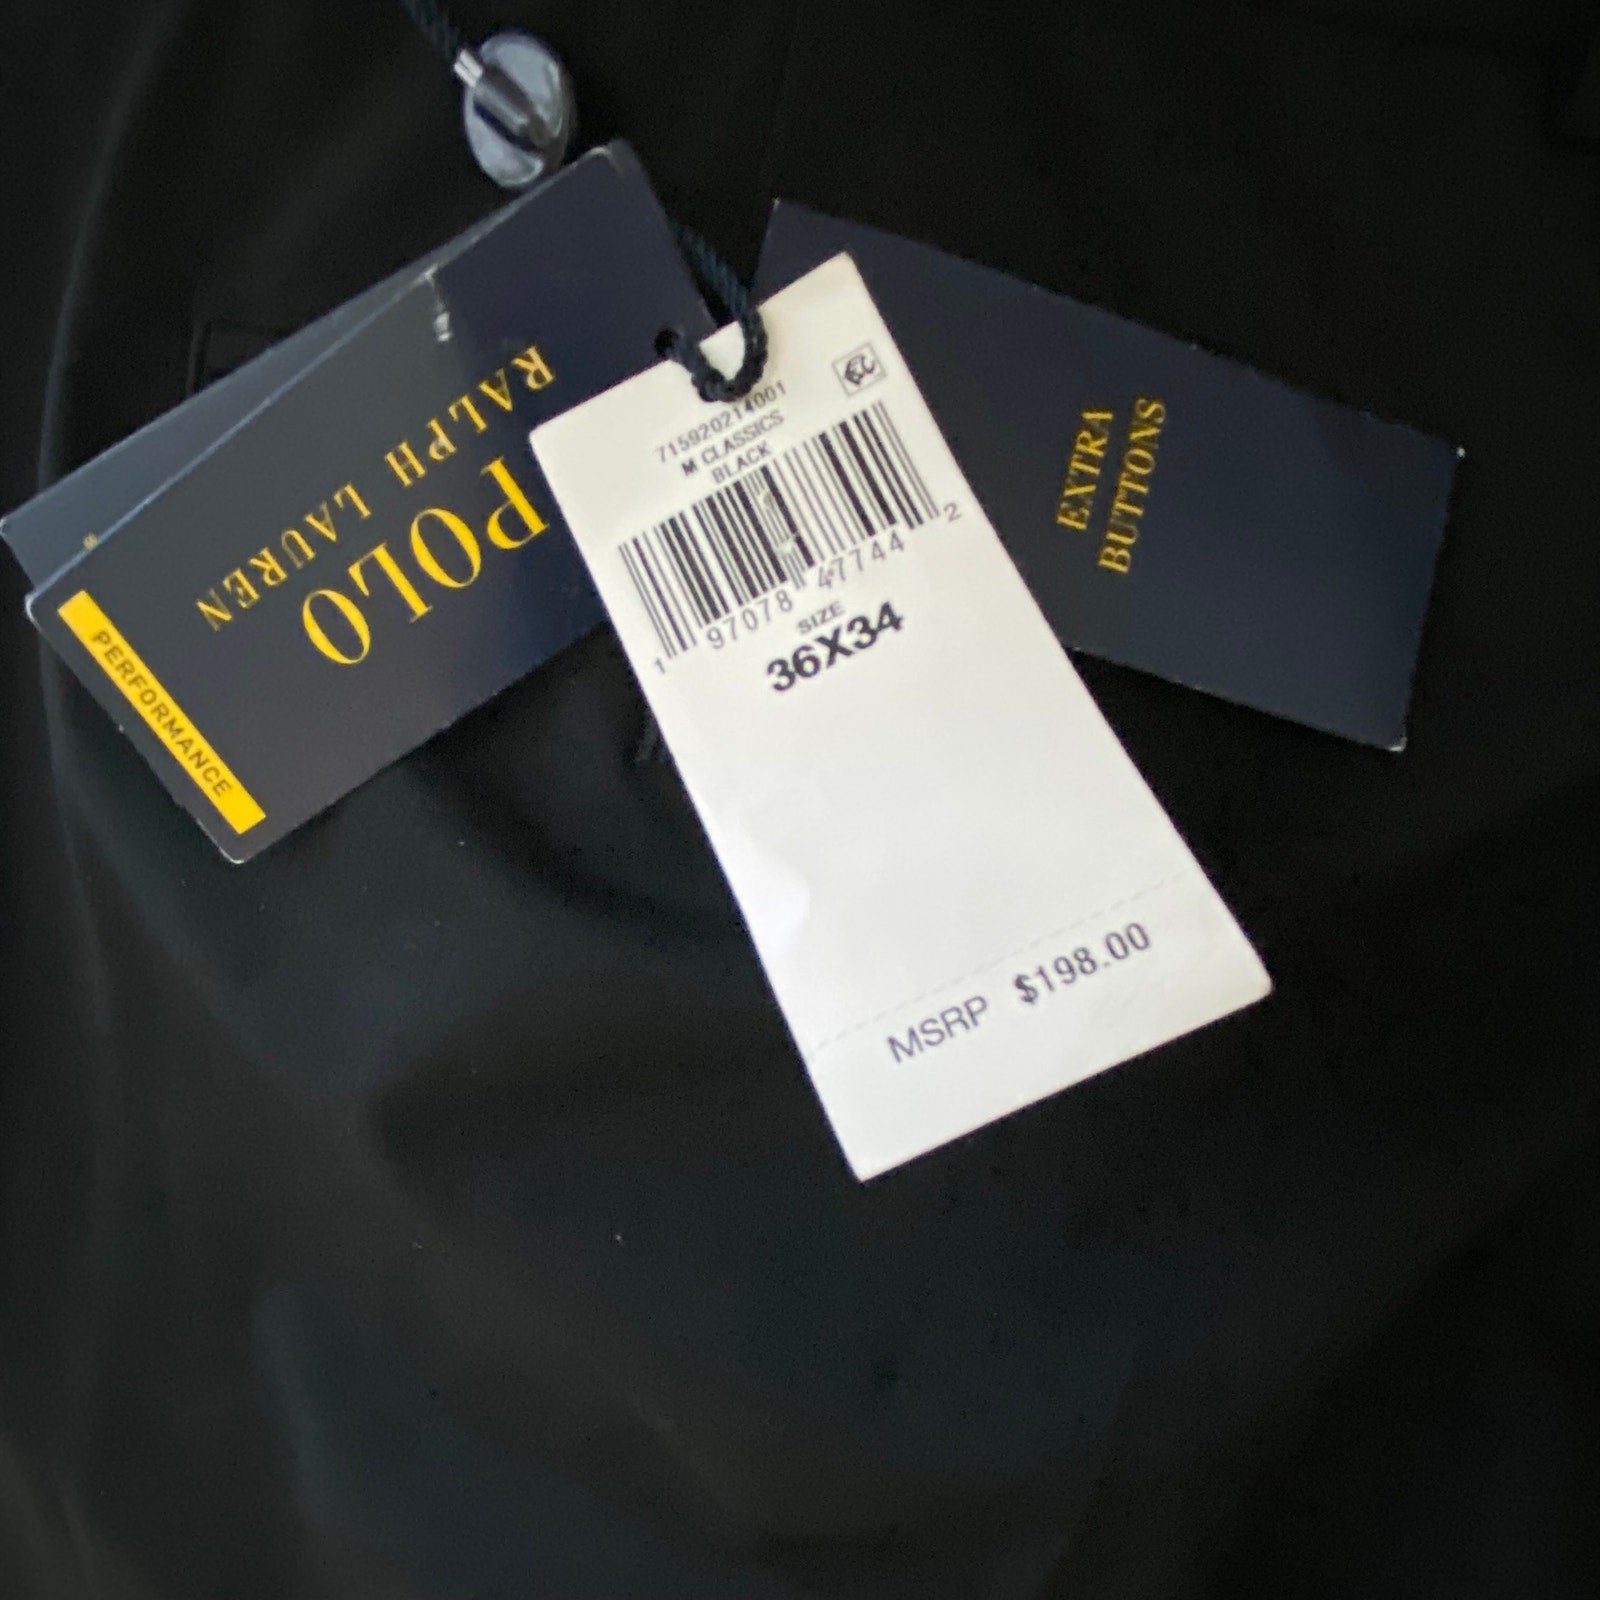 POLO
RALPH LAUREN
PERFORMANCE
715920214001
M CLASSICS
BLACK
1 97078 47744 2
SIZE
36X34
MSRP $198.00
EXTRA
BUTTONS